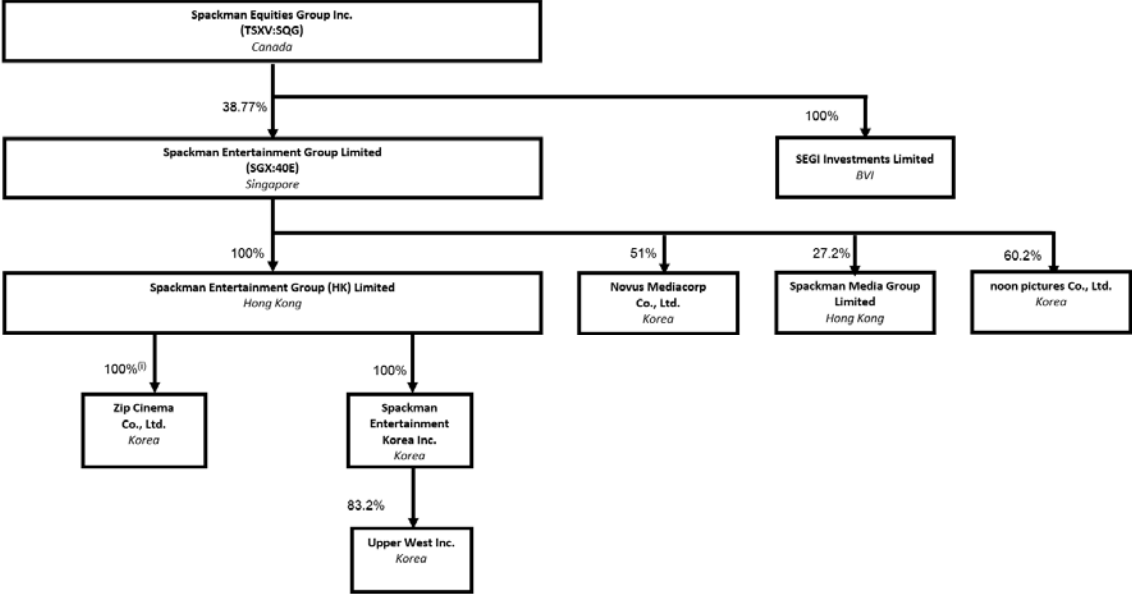 Spackman Equities Group Inc.
(TSXV:SQG)
Canada
38.77%
100%
Spackman Entertainment Group Limited
(SGX:40E)
Singapore
SEGI Investments Limited
BVI
100%
51%
27.2%
60.2%
Spackman Entertainment Group (HK) Limited
Hong Kong
Novus Mediacorp
Co., Ltd.
Korea
Spackman Media Group
Limited
Hong Kong
noon pictures Co., Ltd.
Korea
100%(i)
100%
Zip Cinema
Co., Ltd.
Korea
Spackman
Entertainment
Korea Inc.
Korea
83.2%
Upper West Inc.
Korea